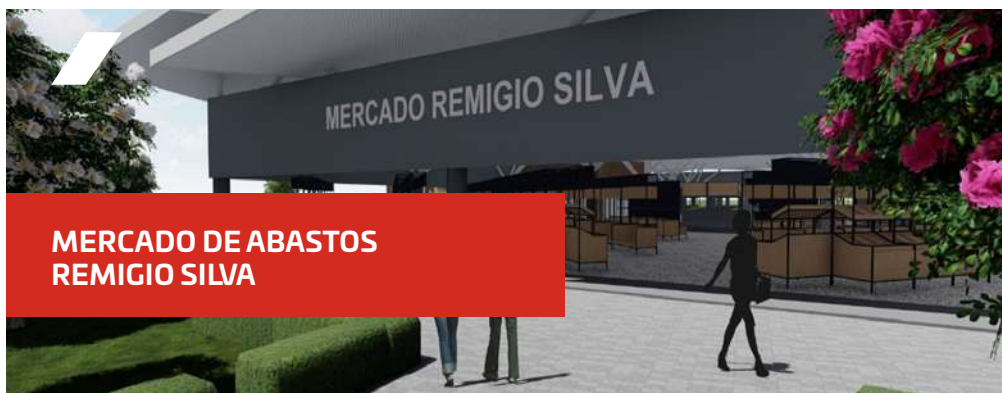 MERCADO REMIGIO SILVA
MERCADO DE ABASTOS
REMIGIO SILVA